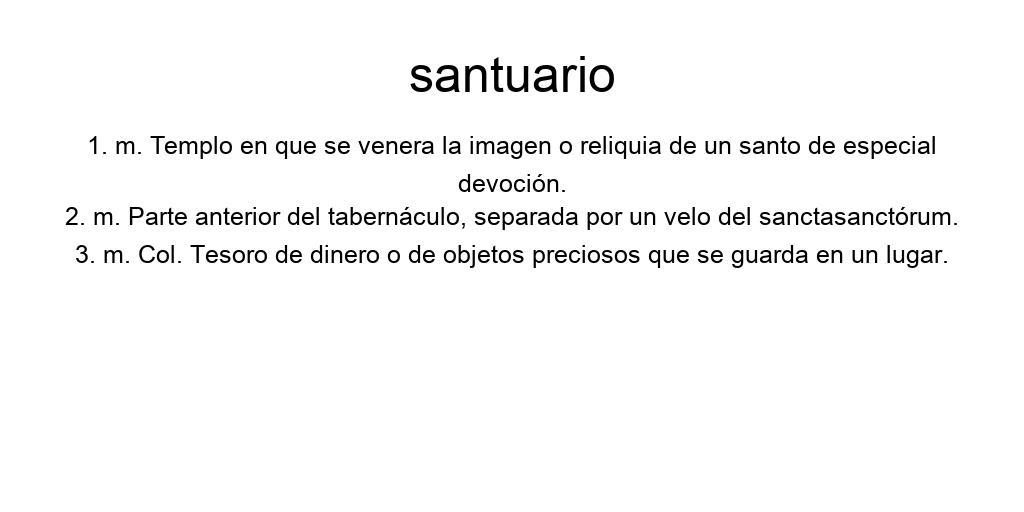 santuario
1. m. Templo en que se venera la imagen o reliquia de un santo de especial
devoción.
2. m. Parte anterior del tabernáculo, separada por un velo del sanctasanctórum.
3. m. Col. Tesoro de dinero o de objetos preciosos que se guarda en un lugar.